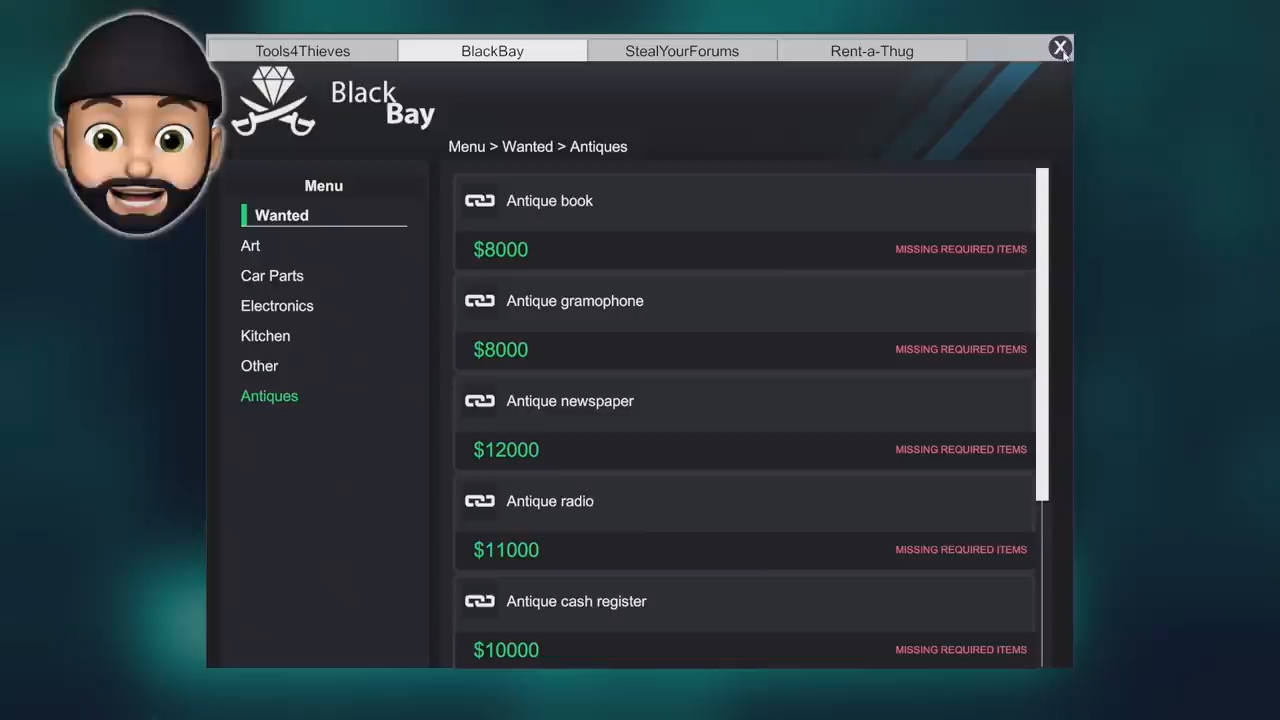 Tools4Thieves
BlackBay
StealYourForums
Rent-a-Thug
X
Black
Bay
Menu > Wanted > Antiques
Menu
Wanted
Art
Car Parts
Electronics
Kitchen
Other
Antiques
Antique book
$8000 MISSING REQUIRED ITEMS
Antique gramophone
$8000 MISSING REQUIRED ITEMS
Antique newspaper
$12000 MISSING REQUIRED ITEMS
Antique radio
$11000 MISSING REQUIRED ITEMS
Antique cash register
$10000 MISSING REQUIRED ITEMS